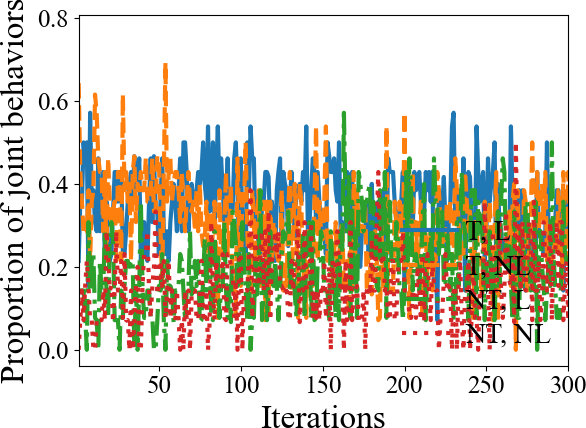 Proportion of joint behaviors
0.8
0.6
0.4
0.2
0.0
T, L
T, NL
NT, L
NT, NL
50 100 150 200 250 300
Iterations